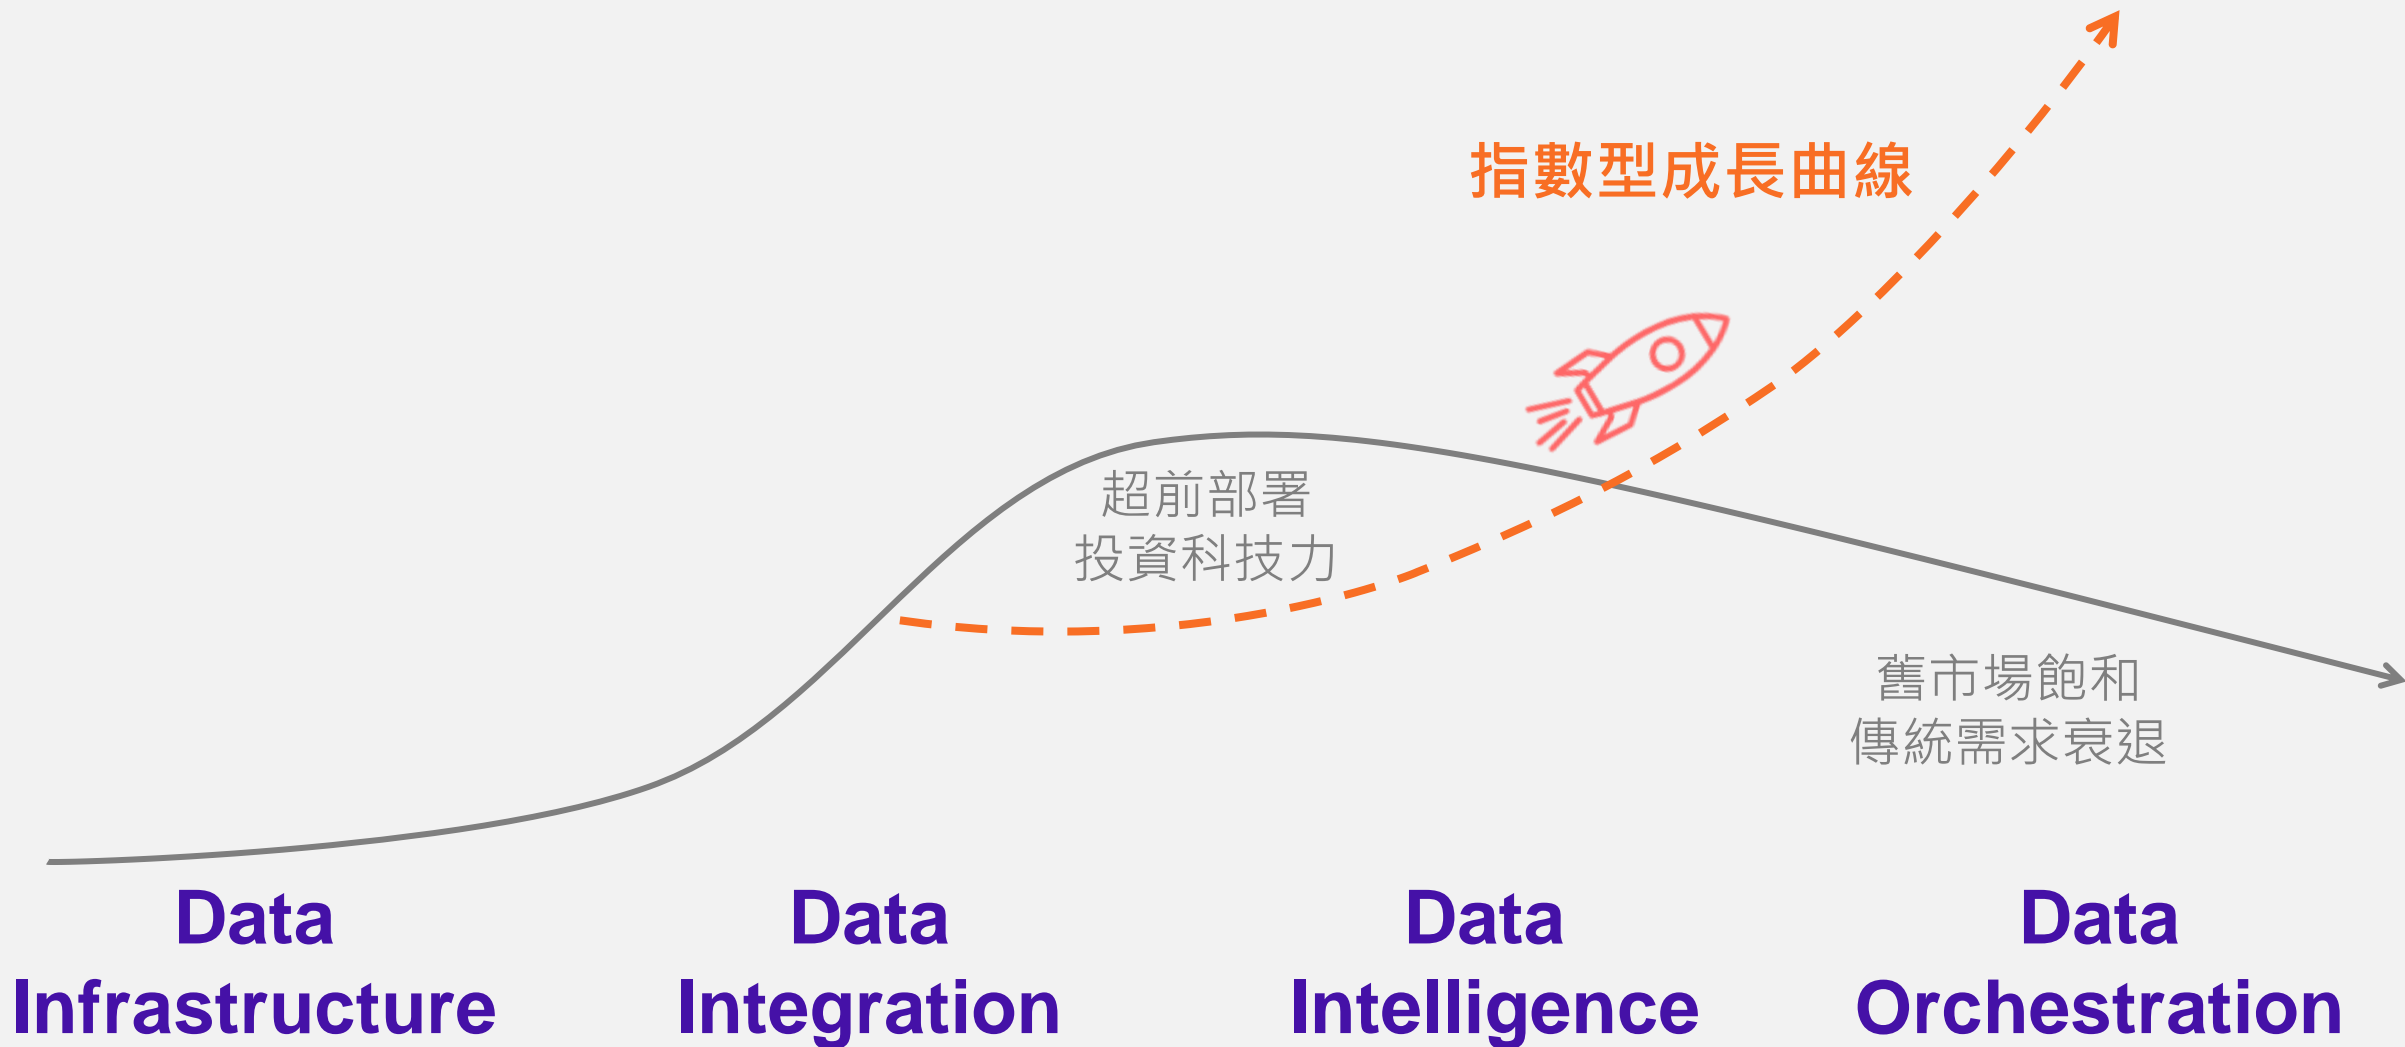 指數型成長曲線
超前部署
投資科技力
舊市場飽和
傳統需求衰退
Data
Infrastructure
Data
Integration
Data
Intelligence
Data
Orchestration